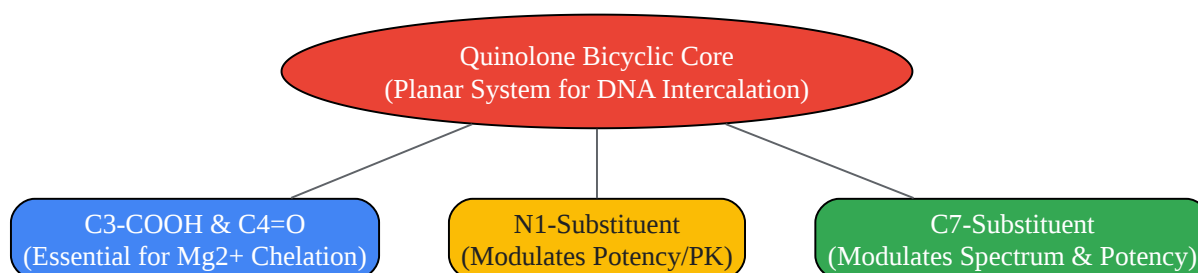 Quinolone Bicyclic Core
(Planar System for DNA Intercalation)
C3-COOH & C4=O
(Essential for Mg2+ Chelation)
N1-Substituent
(Modulates Potency/PK)
C7-Substituent
(Modulates Spectrum & Potency)